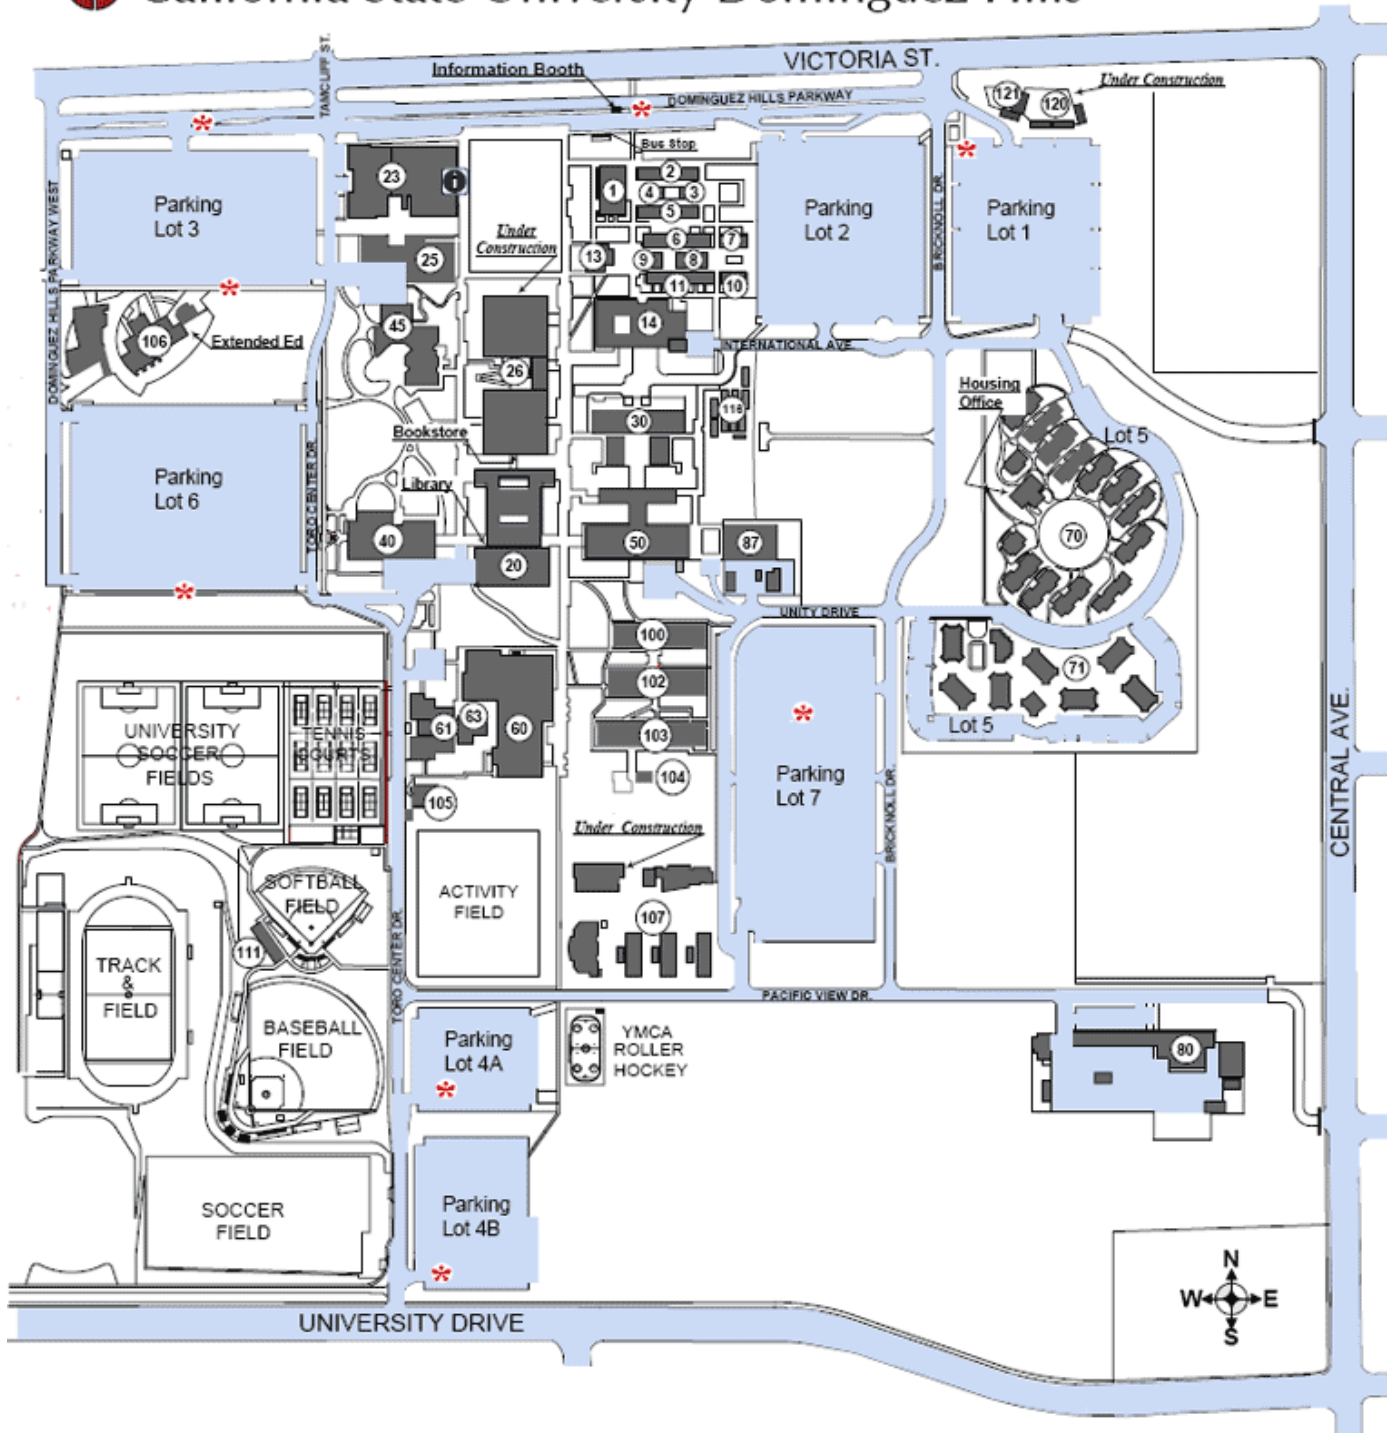 California State University Dominguez Hills
VICTORIA ST.
TAMCLIFF ST.
Information Booth
DOMINGUEZ HILLS PARKWAY
Under Construction
121
120
Bus Stop
DOMINGUEZ HILLS PARKWAY WEST
Parking
Lot 3
23
i
Under
Construction
1
2
4
3
5
6
7
13
9
8
11
10
Parking
Lot 2
BRICKNOLL DR.
Parking
Lot 1
25
45
106
Extended Ed
14
INTERNATIONAL AVE.
26
Housing
Office
30
116
Bookstore
Lot 5
Parking
Lot 6
TORO CENTER DR.
Library
40
20
50
87
70
UNITY DRIVE
100
102
71
103
Lot 5
UNIVERSITY
SOCCER
FIELDS
TENNIS
COURTS
61
63
60
104
105
Parking
Lot 7
BRICKNOLL DR.
CENTRAL AVE.
Under Construction
SOFTBALL
FIELD
ACTIVITY
FIELD
107
111
TRACK
&
FIELD
TORO CENTER DR.
PACIFIC VIEW DR.
BASEBALL
FIELD
Parking
Lot 4A
YMCA
ROLLER
HOCKEY
80
SOCCER
FIELD
Parking
Lot 4B
N
W E
S
UNIVERSITY DRIVE